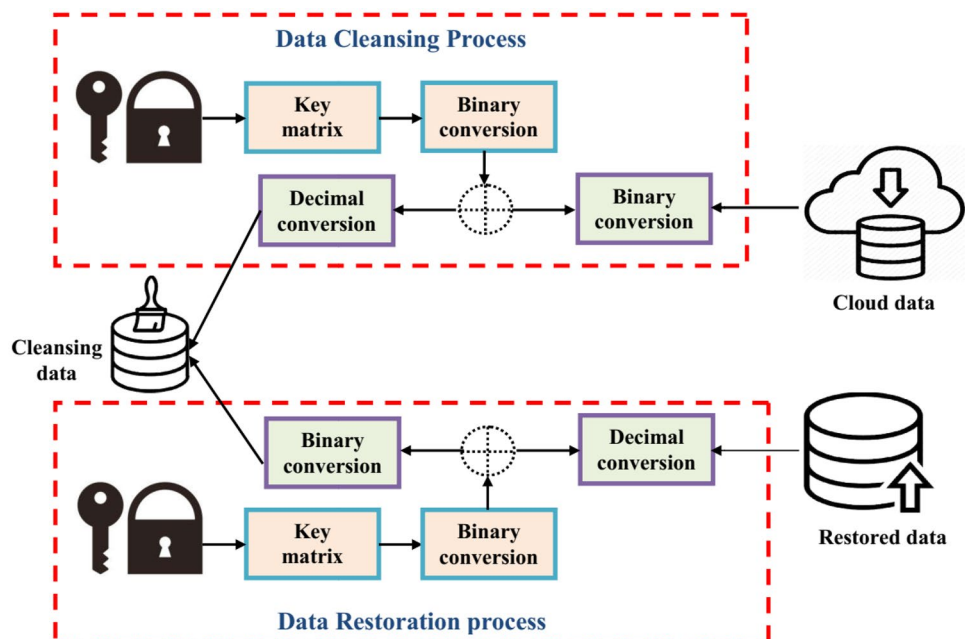 Data Cleansing Process
Key
matrix
Binary
conversion
Decimal
conversion
Binary
conversion
Cloud data
Cleansing
data
Binary
conversion
Decimal
conversion
Key
matrix
Binary
conversion
Restored data
Data Restoration process